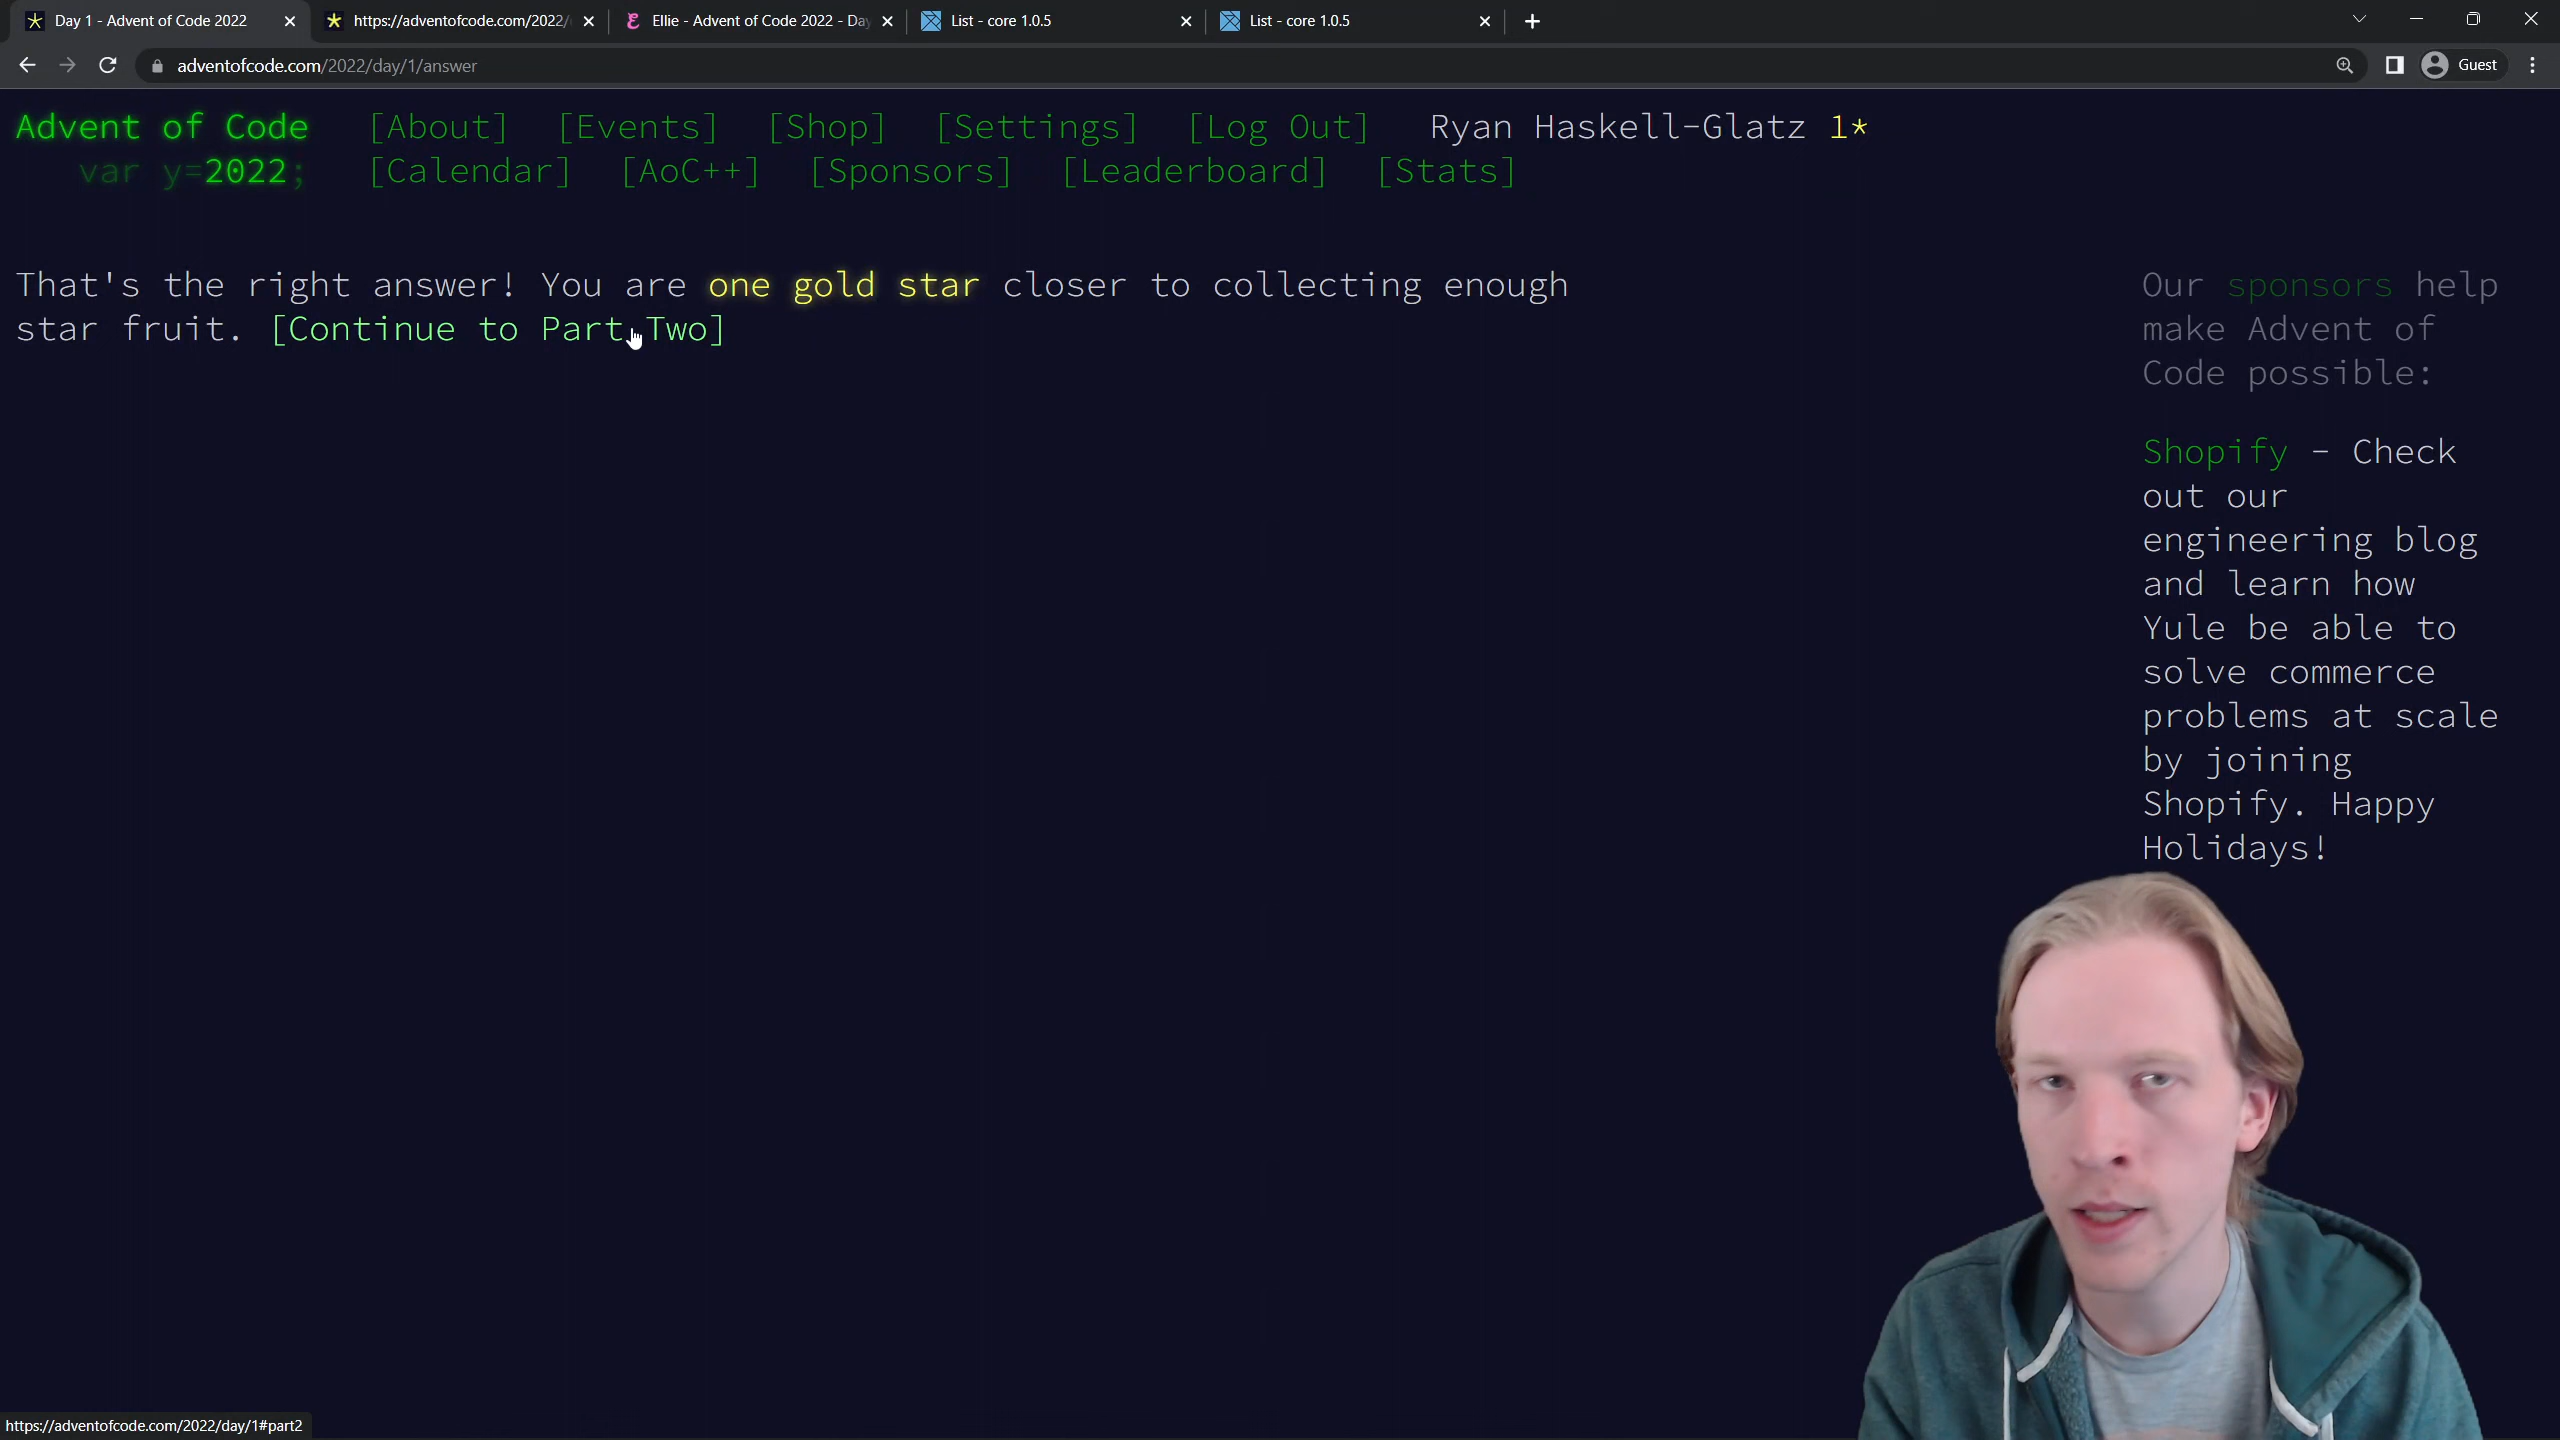 Day 1 - Advent of Code 2022
https://adventofcode.com/2022/
Ellie - Advent of Code 2022 - Day
List - core 1.0.5
List - core 1.0.5
adventofcode.com/2022/day/1/answer
Guest
Advent of Code [About] [Events] [Shop] [Settings] [Log Out] Ryan Haskell-Glatz 1*
var y=2022; [Calendar] [AoC++] [Sponsors] [Leaderboard] [Stats]
That's the right answer! You are one gold star closer to collecting enough
star fruit. [Continue to Part Two]
Our sponsors help
make Advent of
Code possible:
Shopify - Check
out our
engineering blog
and learn how
Yule be able to
solve commerce
problems at scale
by joining
Shopify. Happy
Holidays!
https://adventofcode.com/2022/day/1#part2